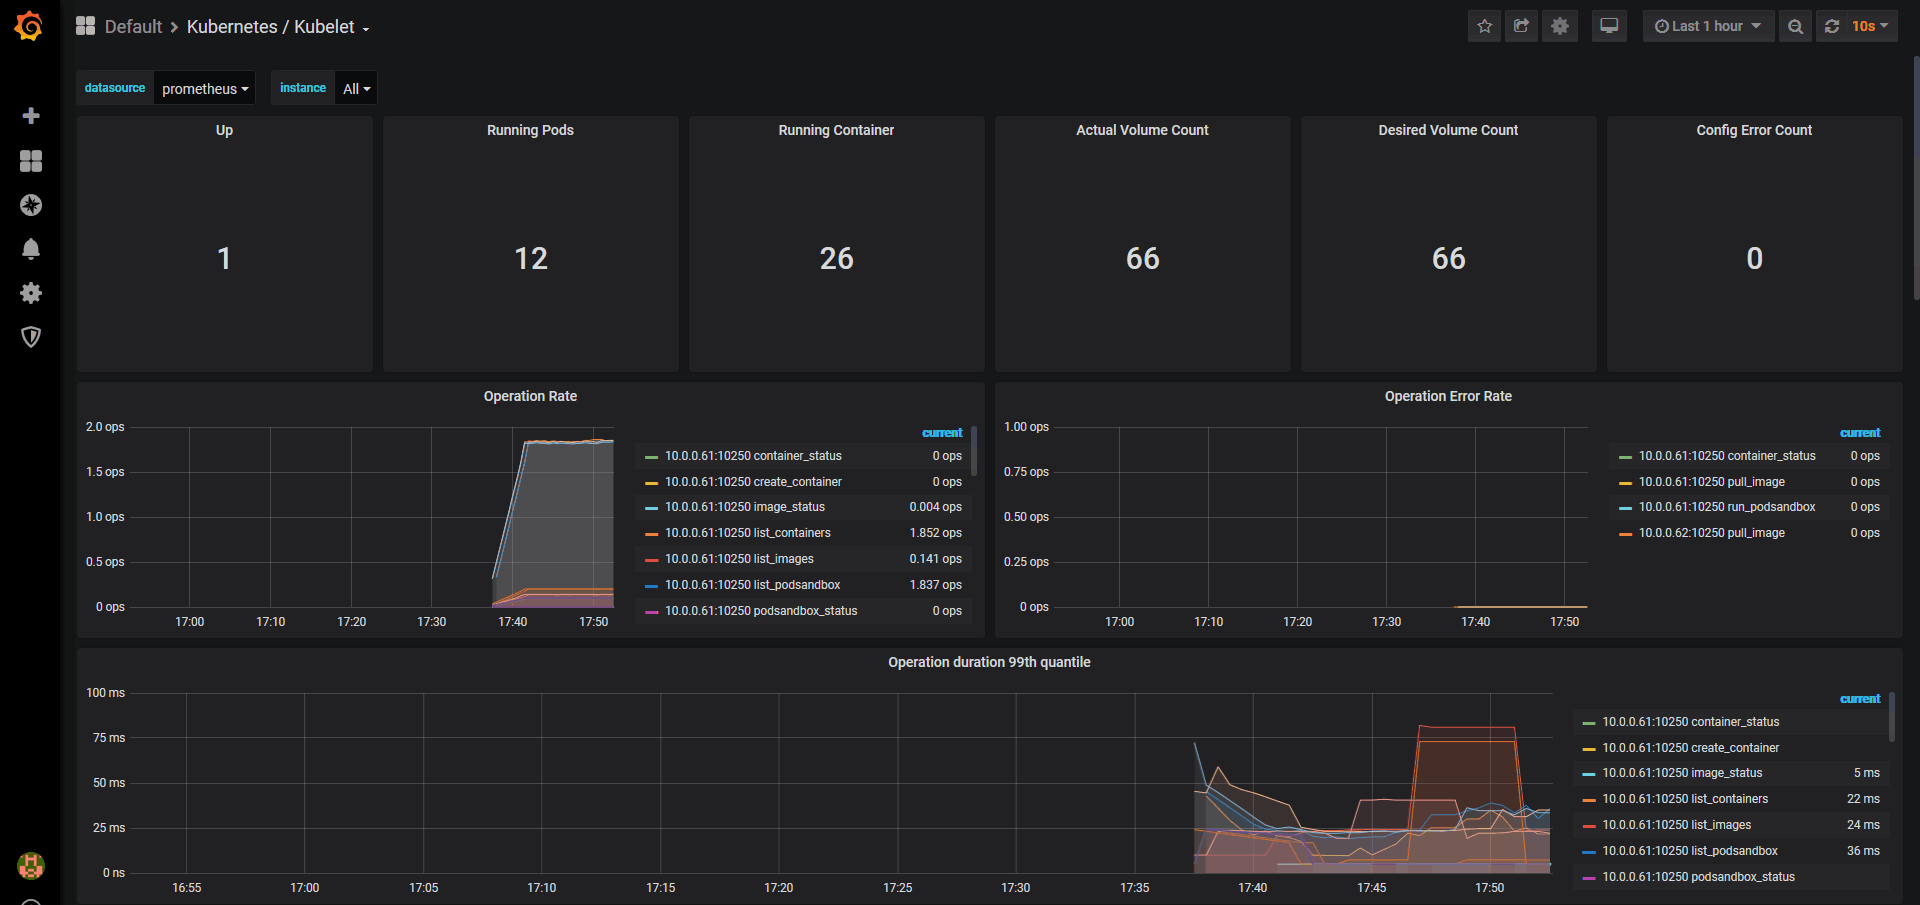 Default > Kubernetes / Kubelet
Last 1 hour
10s
datasource prometheus instance All
Up
1
Running Pods
12
Running Container
26
Actual Volume Count
66
Desired Volume Count
66
Config Error Count
0
Operation Rate
2.0 ops
1.5 ops
1.0 ops
0.5 ops
0 ops
17:00 17:10 17:20 17:30 17:40 17:50
current
10.0.0.61:10250 container_status 0 ops
10.0.0.61:10250 create_container 0 ops
10.0.0.61:10250 image_status 0.004 ops
10.0.0.61:10250 list_containers 1.852 ops
10.0.0.61:10250 list_images 0.141 ops
10.0.0.61:10250 list_podsandbox 1.837 ops
10.0.0.61:10250 podsandbox_status 0 ops
Operation Error Rate
1.00 ops
0.75 ops
0.50 ops
0.25 ops
0 ops
17:00 17:10 17:20 17:30 17:40 17:50
current
10.0.0.61:10250 container_status 0 ops
10.0.0.61:10250 pull_image 0 ops
10.0.0.61:10250 run_podsandbox 0 ops
10.0.0.62:10250 pull_image 0 ops
Operation duration 99th quantile
100 ms
75 ms
50 ms
25 ms
0 ns
16:55 17:00 17:05 17:10 17:15 17:20 17:25 17:30 17:35 17:40 17:45 17:50
current
10.0.0.61:10250 container_status
10.0.0.61:10250 create_container
10.0.0.61:10250 image_status 5 ms
10.0.0.61:10250 list_containers 22 ms
10.0.0.61:10250 list_images 24 ms
10.0.0.61:10250 list_podsandbox 36 ms
10.0.0.61:10250 podsandbox_status